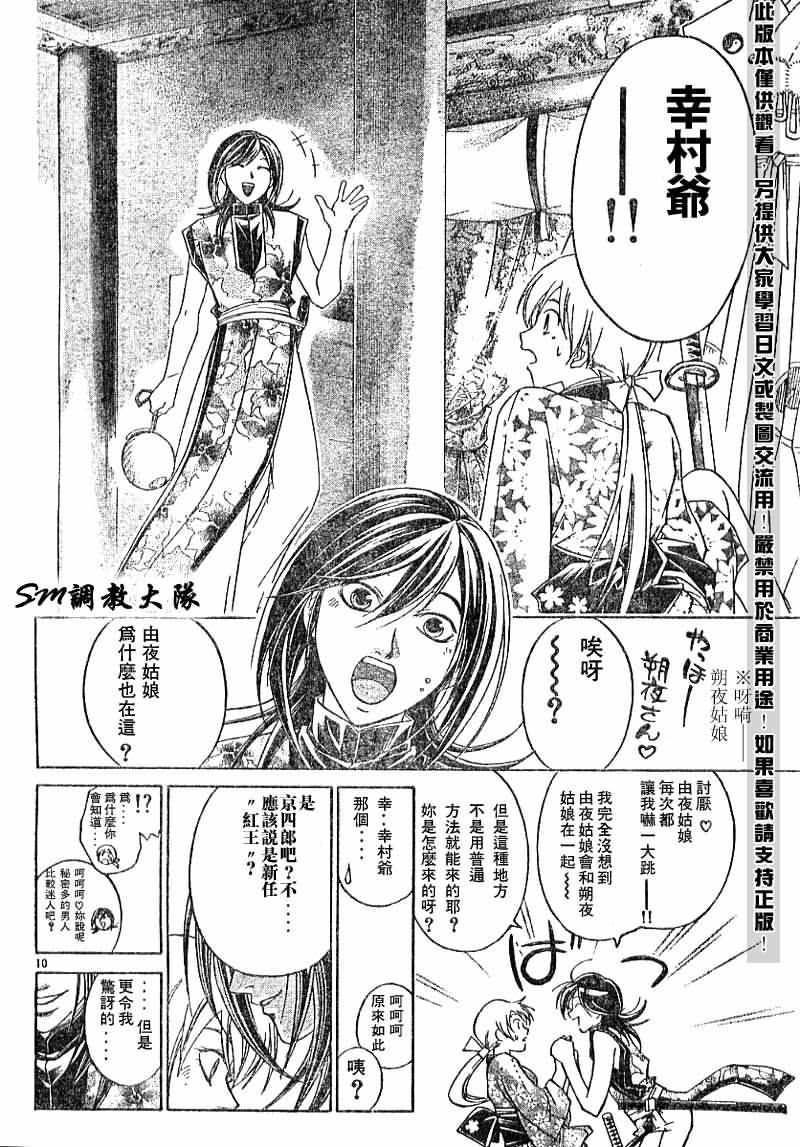 此版本僅供觀看，另提供大家學習日文或製圖交流用！嚴禁用於商業用途！如果喜歡請支持正版！
幸村爺
——!!
SM調教大隊
やっほー
朔夜さん♡
※呀嗬——
朔夜姑娘
唉呀
～～～？
由夜姑娘
爲什麼也在這
？
討厭♡
由夜姑娘
每次都
讓我嚇一大跳
——!!
我完全沒想到
由夜姑娘會和朔夜
姑娘在一起～～
但是這種地方
不是用普遍
方法就能來的耶？
妳是怎麼來的呀？
ばっ
幸‥幸村爺
那個‥‥
呵呵呵
原來如此
咦？
是
京四郎吧？不‥‥
應該說是新任
"紅王"？
!?
爲‥‥
爲什麼你
會知道‥‥
呵呵呵♡妳說呢
秘密多的男人
比較迷人吧？
‥‥但是
更令我
驚訝的‥‥
10